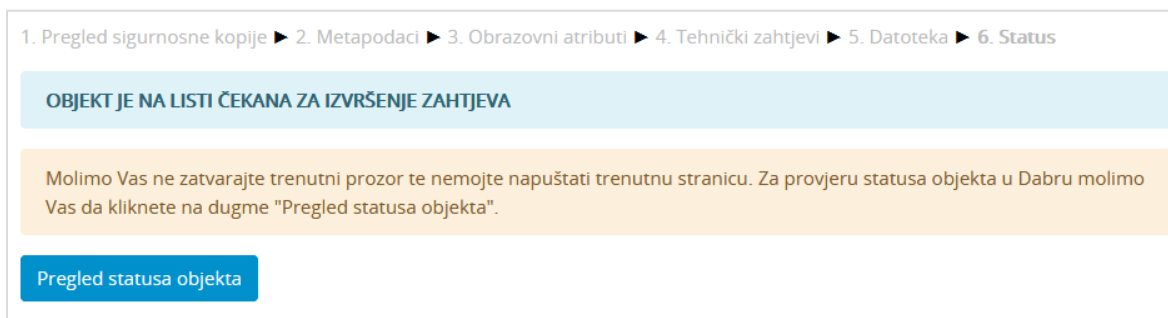 1. Pregled sigurnosne kopije ► 2. Metapodaci ► 3. Obrazovni atributi ► 4. Tehnički zahtjevi ► 5. Datoteka ► 6. Status
OBJEKT JE NA LISTI ČEKANA ZA IZVRŠENJE ZAHTJEVA
Molimo Vas ne zatvarajte trenutni prozor te nemojte napuštati trenutnu stranicu. Za provjeru statusa objekta u Dabru molimo
Vas da kliknete na dugme "Pregled statusa objekta".
Pregled statusa objekta